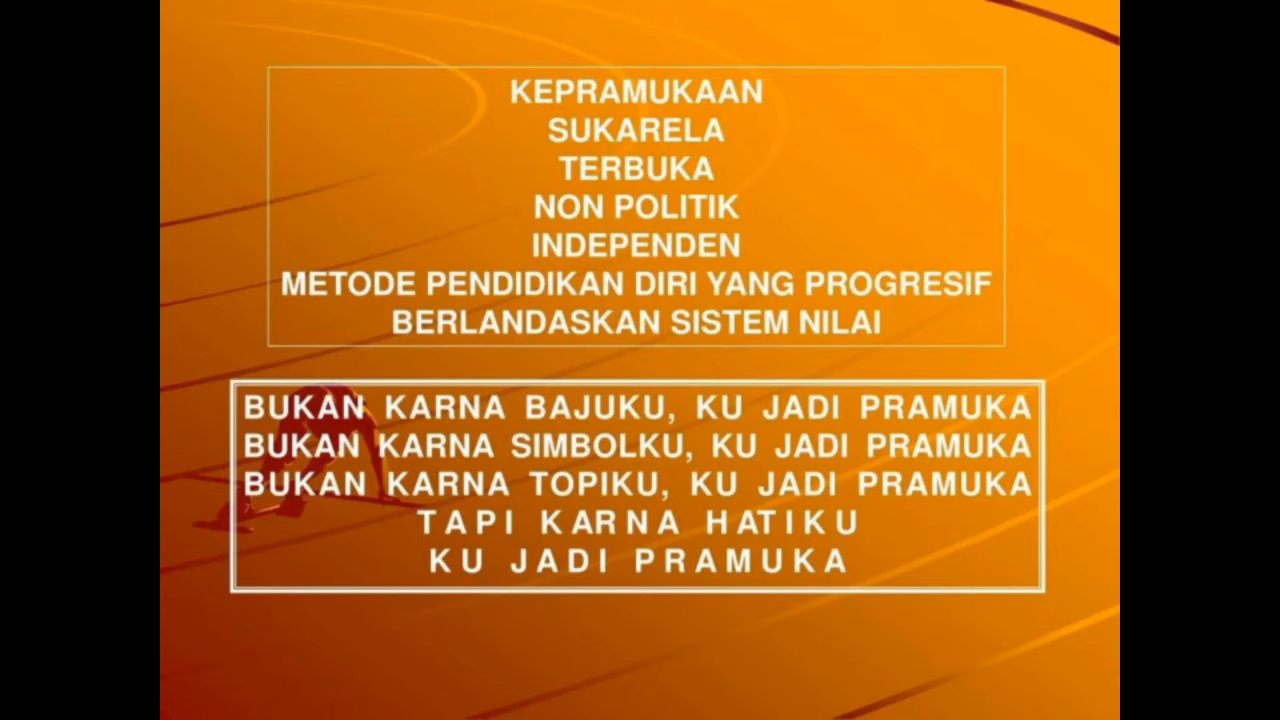 KEPRAMUKAAN
SUKARELA
TERBUKA
NON POLITIK
INDEPENDEN
METODE PENDIDIKAN DIRI YANG PROGRESIF
BERLANDASKAN SISTEM NILAI
BUKAN KARNA BAJUKU, KU JADI PRAMUKA
BUKAN KARNA SIMBOLKU, KU JADI PRAMUKA
BUKAN KARNA TOPIKU, KU JADI PRAMUKA
TAPI KARNA HATIKU
KU JADI PRAMUKA